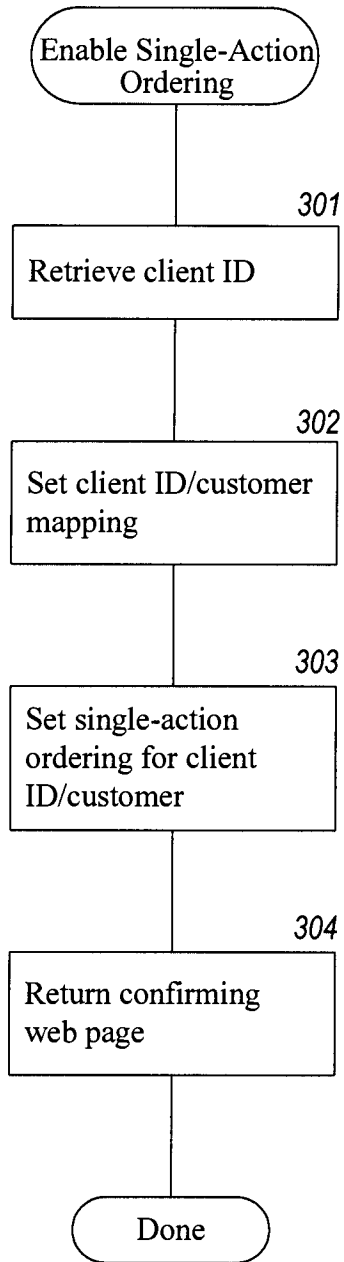 Enable Single-Action
Ordering
301
Retrieve client ID
302
Set client ID/customer
mapping
303
Set single-action
ordering for client
ID/customer
304
Return confirming
web page
Done